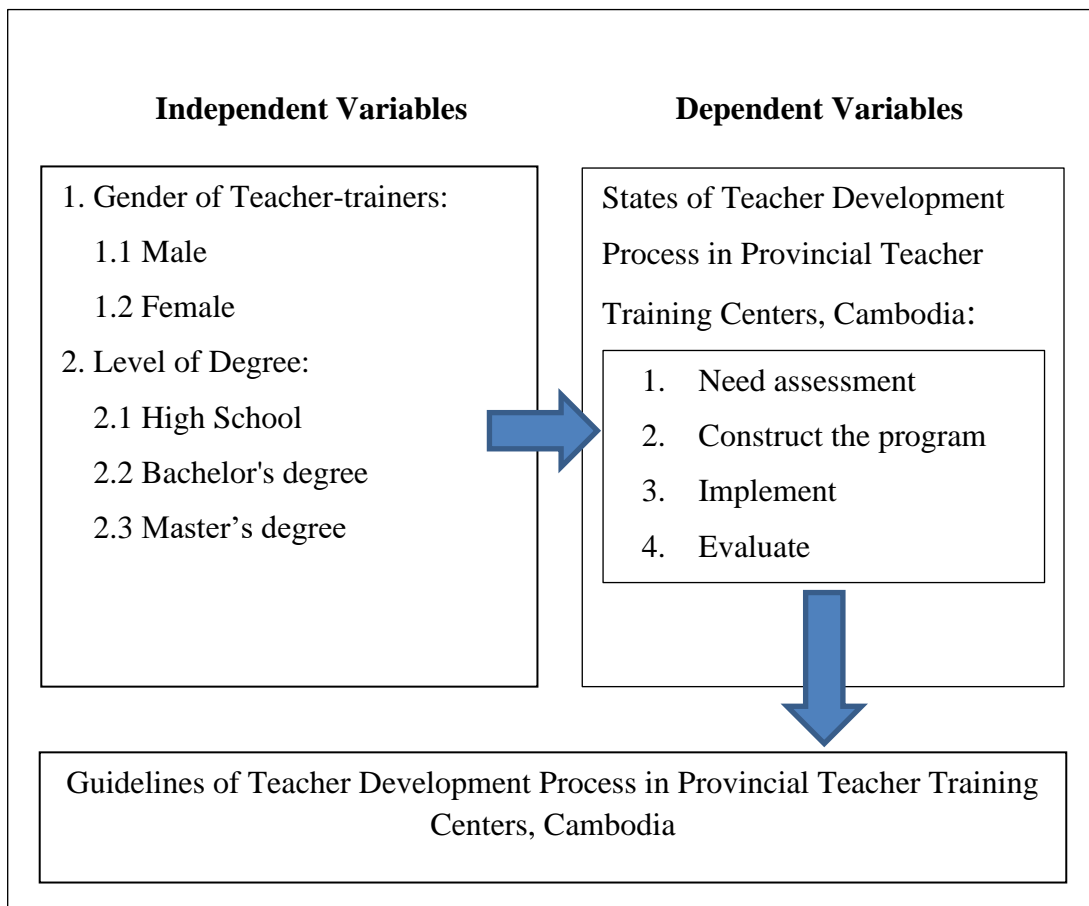 Independent Variables
1. Gender of Teacher-trainers:
1.1 Male
1.2 Female
2. Level of Degree:
2.1 High School
2.2 Bachelor's degree
2.3 Master’s degree
Dependent Variables
States of Teacher Development
Process in Provincial Teacher
Training Centers, Cambodia:
1. Need assessment
2. Construct the program
3. Implement
4. Evaluate
Guidelines of Teacher Development Process in Provincial Teacher Training
Centers, Cambodia